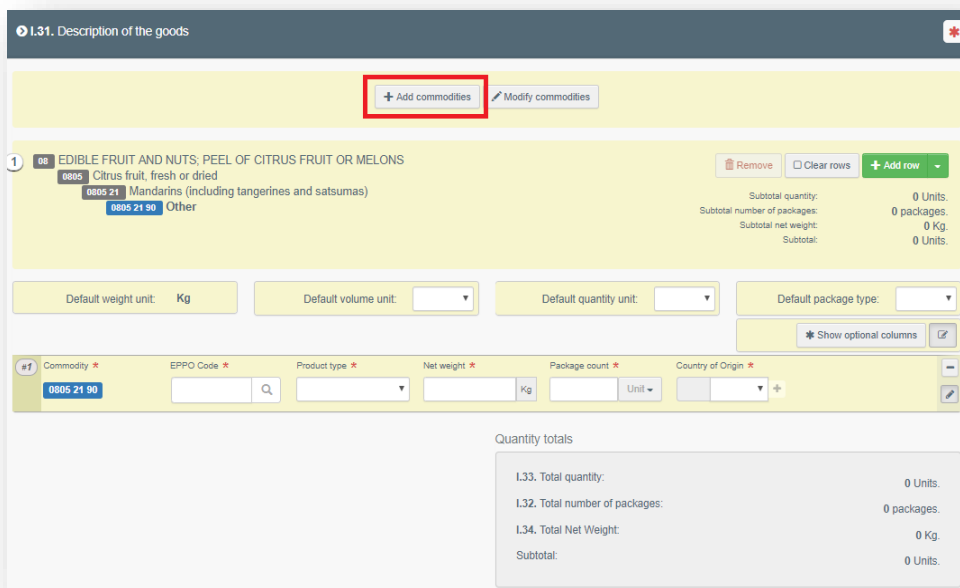 I.31. Description of the goods *
+ Add commodities Modify commodities
1 08 EDIBLE FRUIT AND NUTS; PEEL OF CITRUS FRUIT OR MELONS
Remove Clear rows + Add row
0805 Citrus fruit, fresh or dried
0805 21 Mandarins (including tangerines and satsumas)
0805 21 90 Other
Subtotal quantity: 0 Units.
Subtotal number of packages: 0 packages.
Subtotal net weight: 0 Kg.
Subtotal: 0 Units.
Default weight unit: Kg Default volume unit: Default quantity unit: Default package type:
* Show optional columns
#1 Commodity * EPPO Code * Product type * Net weight * Package count * Country of Origin *
0805 21 90 Kg Unit +
Quantity totals
I.33. Total quantity: 0 Units.
I.32. Total number of packages: 0 packages.
I.34. Total Net Weight: 0 Kg.
Subtotal: 0 Units.